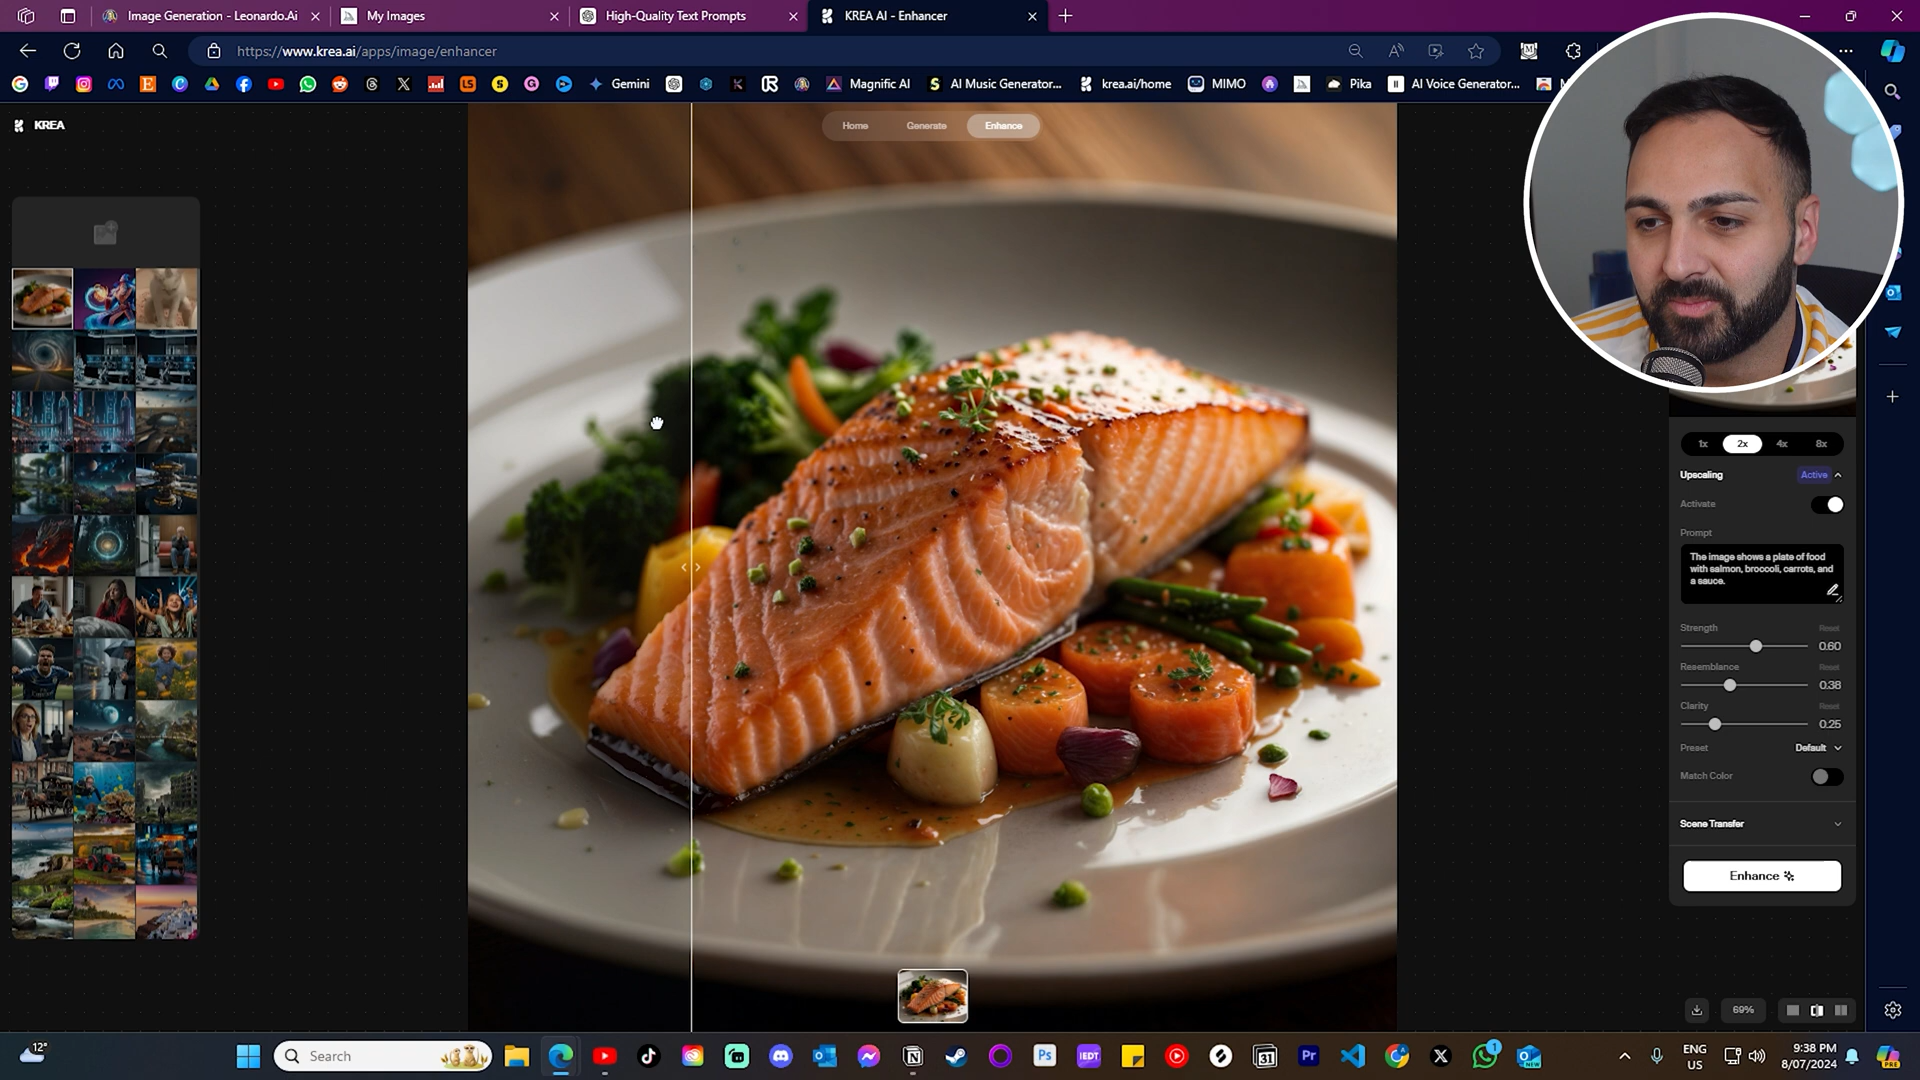 Image Generation - Leonardo.Ai
My Images
High-Quality Text Prompts
KREA AI - Enhancer
https://www.krea.ai/apps/image/enhancer
Gemini
Magnific AI
AI Music Generator...
krea.ai/home
MIMO
Pika
AI Voice Generator...
KREA
Home
Generate
Enhance
1x
2x
4x
8x
Upscaling
Active
Activate
Prompt
The image shows a plate of food
with salmon, broccoli, carrots, and
a sauce.
Strength
Reset
0.60
Resemblance
Reset
0.38
Clarity
Reset
0.25
Preset
Default
Match Color
Scene Transfer
Enhance
69%
12°
Search
ENG
US
9:38 PM
8/07/2024